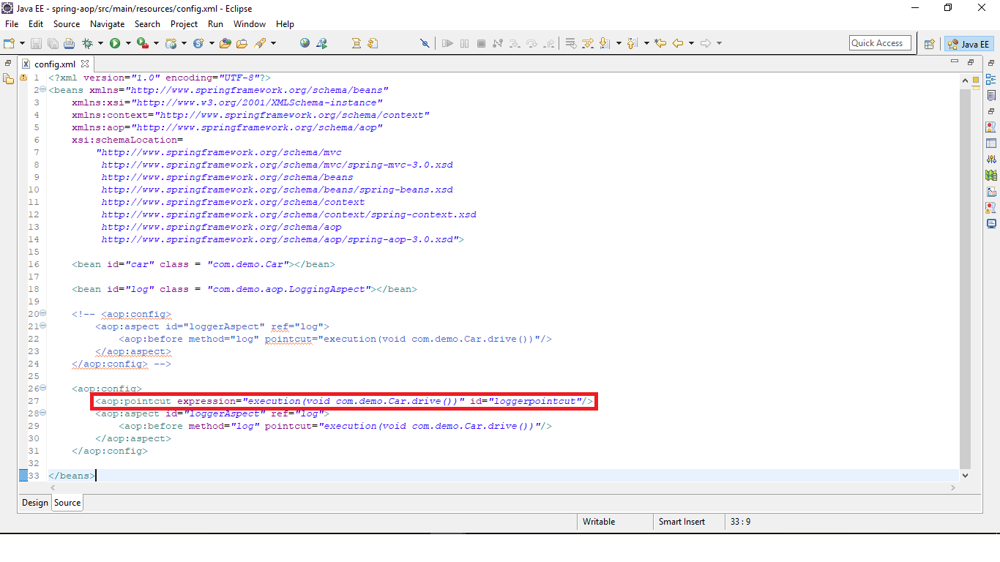 Java EE - spring-aop/src/main/resources/config.xml - Eclipse
File Edit Source Navigate Search Project Run Window Help
Quick Access
Java EE
config.xml
1 <?xml version="1.0" encoding="UTF-8"?>
2 <beans xmlns="http://www.springframework.org/schema/beans"
3 xmlns:xsi="http://www.w3.org/2001/XMLSchema-instance"
4 xmlns:context="http://www.springframework.org/schema/context"
5 xmlns:aop="http://www.springframework.org/schema/aop"
6 xsi:schemaLocation=
7 "http://www.springframework.org/schema/mvc
8 http://www.springframework.org/schema/mvc/spring-mvc-3.0.xsd
9 http://www.springframework.org/schema/beans
10 http://www.springframework.org/schema/beans/spring-beans.xsd
11 http://www.springframework.org/schema/context
12 http://www.springframework.org/schema/context/spring-context.xsd
13 http://www.springframework.org/schema/aop
14 http://www.springframework.org/schema/aop/spring-aop-3.0.xsd">
15
16 <bean id="car" class = "com.demo.Car"></bean>
17
18 <bean id="log" class = "com.demo.aop.LoggingAspect"></bean>
19
20 <!-- <aop:config>
21 <aop:aspect id="loggerAspect" ref="log">
22 <aop:before method="log" pointcut="execution(void com.demo.Car.drive())"/>
23 </aop:aspect>
24 </aop:config> -->
25
26 <aop:config>
27 <aop:pointcut expression="execution(void com.demo.Car.drive())" id="loggerpointcut"/>
28 <aop:aspect id="loggerAspect" ref="log">
29 <aop:before method="log" pointcut="execution(void com.demo.Car.drive())"/>
30 </aop:aspect>
31 </aop:config>
32
33 </beans>
Design Source
Writable Smart Insert 33 : 9